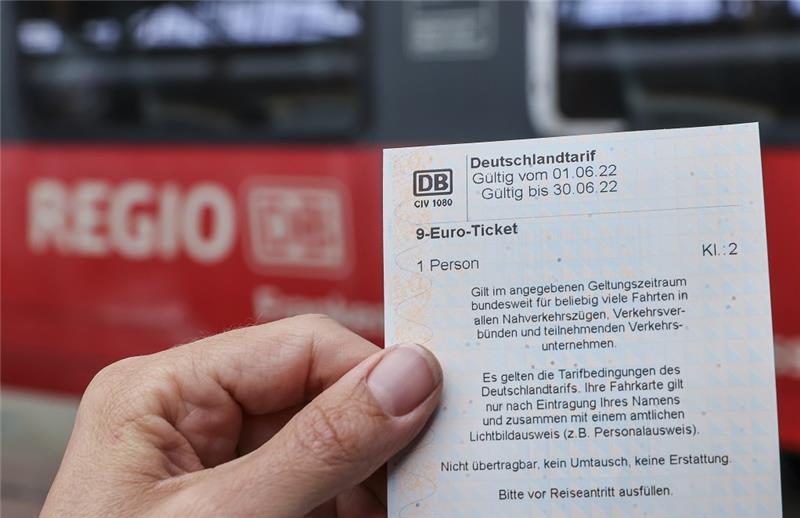 REGIO DB
DB
CIV 1080
Deutschlandtarif
Gültig vom 01.06.22
Gültig bis 30.06.22
9-Euro-Ticket
1 Person Kl.: 2
Gilt im angegebenen Geltungszeitraum
bundesweit für beliebig viele Fahrten in
allen Nahverkehrszügen, Verkehrsver-
bünden und teilnehmenden Verkehrs-
unternehmen.
Es gelten die Tarifbedingungen des
Deutschlandtarifs. Ihre Fahrkarte gilt
nur nach Eintragung Ihres Namens
und zusammen mit einem amtlichen
Lichtbildausweis (z.B. Personalausweis).
Nicht übertragbar, kein Umtausch, keine Erstattung.
Bitte vor Reiseantritt ausfüllen.